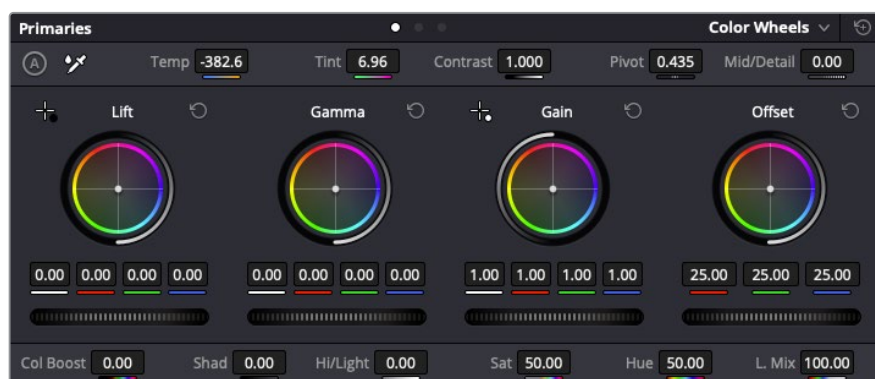 Primaries Color Wheels
A Temp -382.6 Tint 6.96 Contrast 1.000 Pivot 0.435 Mid/Detail 0.00
Lift Gamma Gain Offset
0.00 0.00 0.00 0.00 0.00 0.00 0.00 0.00 1.00 1.00 1.00 1.00 25.00 25.00 25.00
Col Boost 0.00 Shad 0.00 Hi/Light 0.00 Sat 50.00 Hue 50.00 L. Mix 100.00